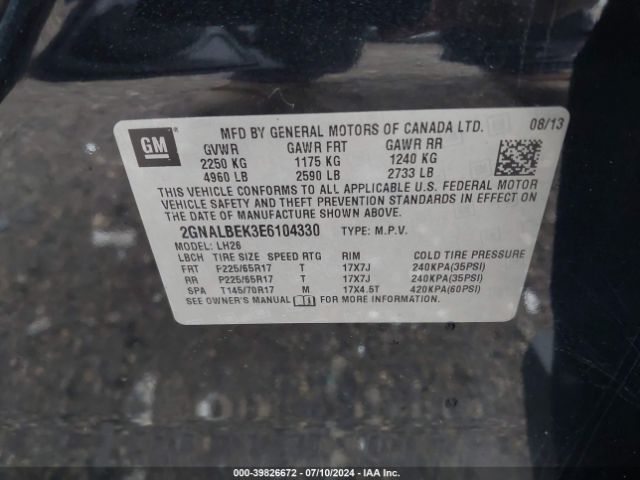 GM
MFD BY GENERAL MOTORS OF CANADA LTD. 08/13
GVWR GAWR FRT GAWR RR
2250 KG 1175 KG 1240 KG
4960 LB 2590 LB 2733 LB
THIS VEHICLE CONFORMS TO ALL APPLICABLE U.S. FEDERAL MOTOR
VEHICLE SAFETY AND THEFT PREVENTION STANDARDS IN EFFECT ON
THE DATE OF MANUFACTURE SHOWN ABOVE.
2GNALBEK3E6104330 TYPE: M.P.V.
MODEL: LH26
LBCH TIRE SIZE SPEED RTG RIM COLD TIRE PRESSURE
FRT P225/65R17 T 17X7J 240KPA(35PSI)
RR P225/65R17 T 17X7J 240KPA(35PSI)
SPA T145/70R17 M 17X4.5T 420KPA(60PSI)
SEE OWNER'S MANUAL FOR MORE INFORMATION
000-39826672 / 07/10/2024 / IAA Inc.